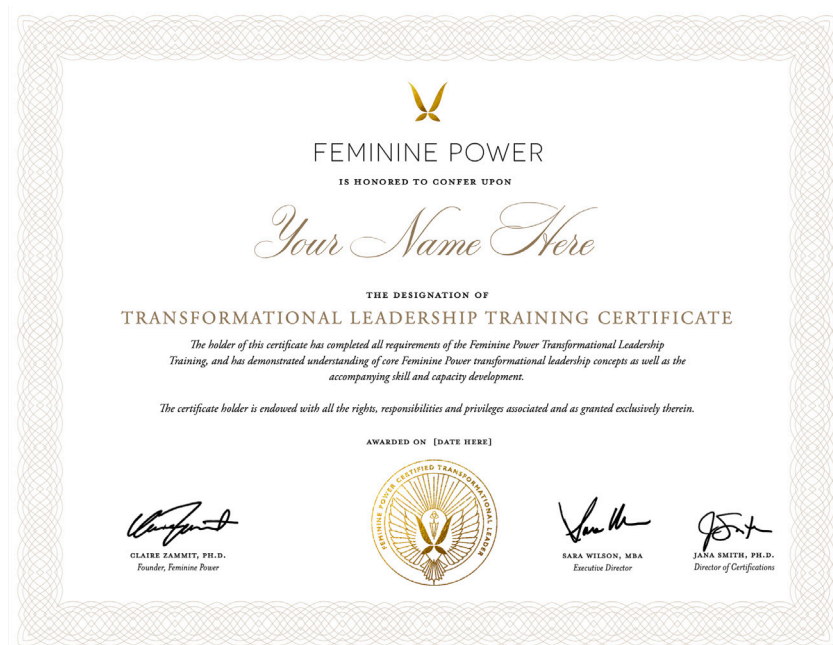 FEMININE POWER
IS HONORED TO CONFER UPON
Your Name Here
THE DESIGNATION OF
TRANSFORMATIONAL LEADERSHIP TRAINING CERTIFICATE
The holder of this certificate has completed all requirements of the Feminine Power Transformational Leadership
Training, and has demonstrated understanding of core Feminine Power transformational leadership concepts as well as the
accompanying skill and capacity development.
The certificate holder is endowed with all the rights, responsibilities and privileges associated and as granted exclusively therein.
AWARDED ON [DATE HERE]
FEMININE POWER CERTIFIED TRANSFORMATIONAL LEADER
CLAIRE ZAMMIT, PH.D.
Founder, Feminine Power
SARA WILSON, MBA
Executive Director
JANA SMITH, PH.D.
Director of Certifications